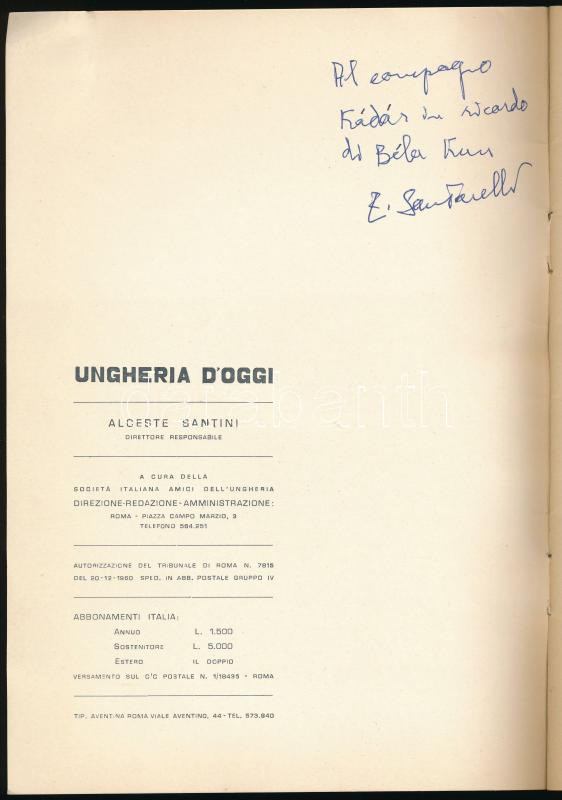 Al compagno
Kádár in ricordo
di Béla Kun
E. Santarelli
UNGHERIA D'OGGI
ALCESTE SANTINI
DIRETTORE RESPONSABILE
A CURA DELLA
SOCIETÀ ITALIANA AMICI DELL'UNGHERIA
DIREZIONE-REDAZIONE-AMMINISTRAZIONE:
ROMA - PIAZZA CAMPO MARZIO, 3
TELEFONO 564.251
AUTORIZZAZIONE DEL TRIBUNALE DI ROMA N. 7815
DEL 20-12-1960 SPED. IN ABB. POSTALE GRUPPO IV
ABBONAMENTI ITALIA:
ANNUO L. 1.500
SOSTENITORE L. 5.000
ESTERO IL DOPPIO
VERSAMENTO SUL C/C POSTALE N. 1/18495 - ROMA
TIP. AVENTINA ROMA VIALE AVENTINO, 44 - TEL. 573.840
darabanth